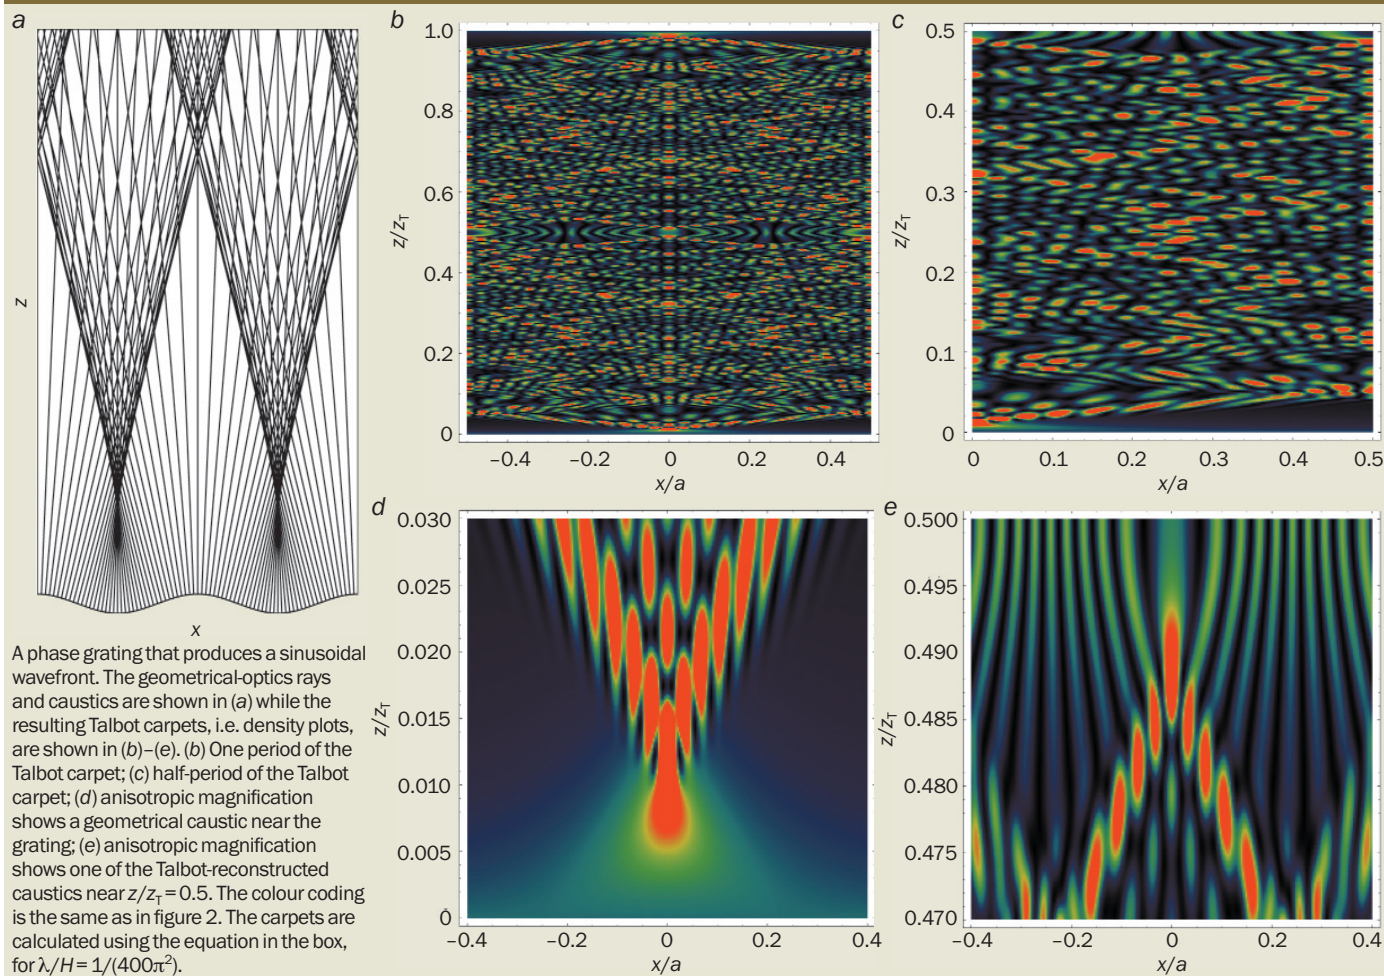 a
z
x
A phase grating that produces a sinusoidal
wavefront. The geometrical-optics rays
and caustics are shown in (a) while the
resulting Talbot carpets, i.e. density plots,
are shown in (b)–(e). (b) One period of the
Talbot carpet; (c) half-period of the Talbot
carpet; (d) anisotropic magnification
shows a geometrical caustic near the
grating; (e) anisotropic magnification
shows one of the Talbot-reconstructed
caustics near z/zT = 0.5. The colour coding
is the same as in figure 2. The carpets are
calculated using the equation in the box,
for λ/H = 1/(400π²).
b
1.0
0.8
0.6
0.4
0.2
0
z/zT
–0.4 –0.2 0 0.2 0.4
x/a
c
0.5
0.4
0.3
0.2
0.1
0
z/zT
0 0.1 0.2 0.3 0.4 0.5
x/a
d
0.030
0.025
0.020
0.015
0.010
0.005
0
z/zT
–0.4 –0.2 0 0.2 0.4
x/a
e
0.500
0.495
0.490
0.485
0.480
0.475
0.470
z/zT
–0.4 –0.2 0 0.2 0.4
x/a